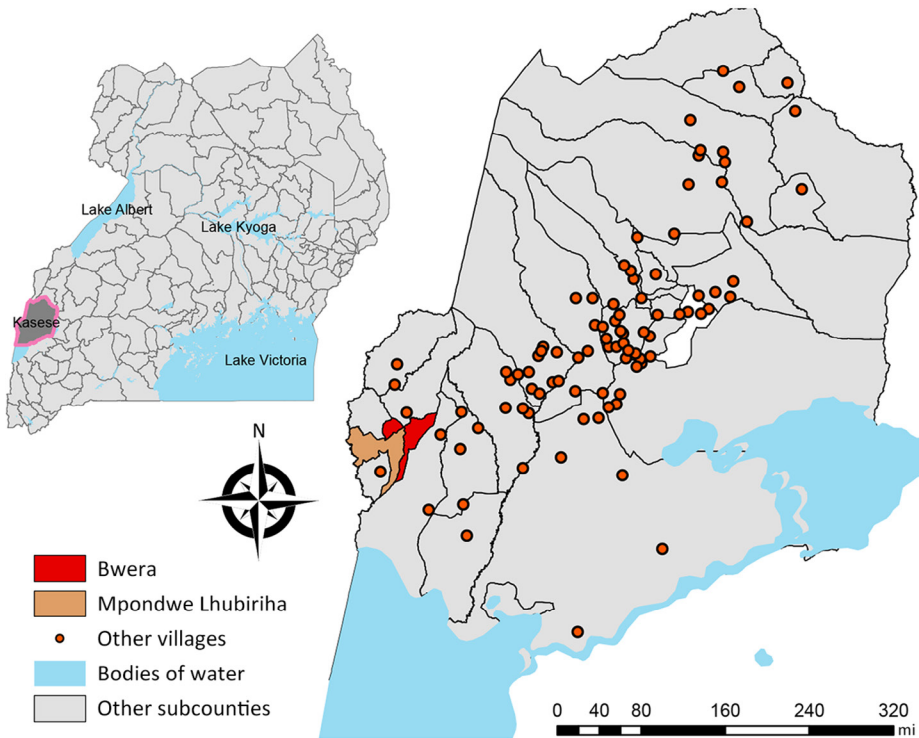 Lake Albert
Lake Kyoga
Kasese
Lake Victoria
N
Bwera
Mpondwe Lhubiriha
Other villages
Bodies of water
Other subcounties
0 40 80 160 240 320
mi